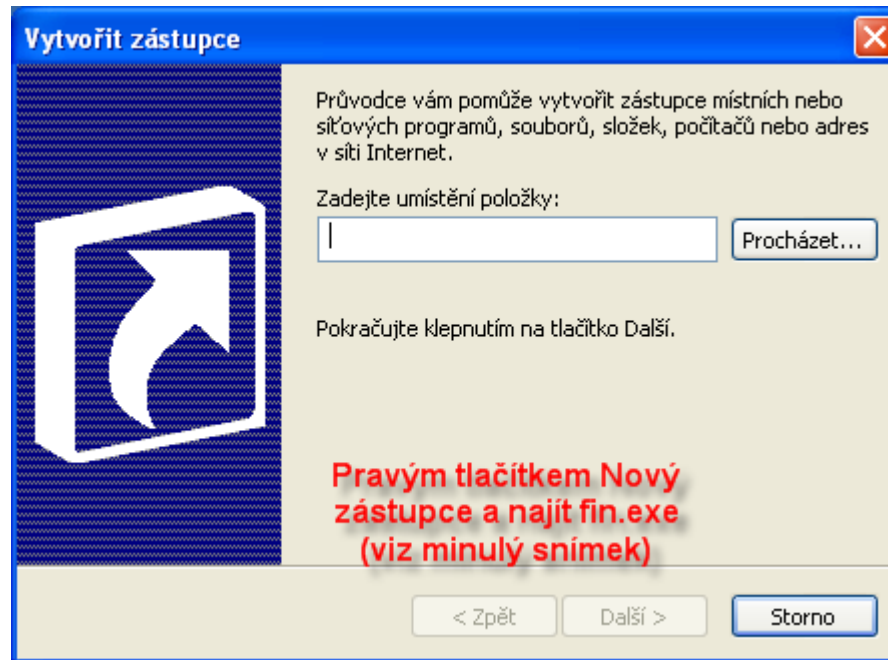 Vytvořit zástupce
Průvodce vám pomůže vytvořit zástupce místních nebo
síťových programů, souborů, složek, počítačů nebo adres
v síti Internet.
Zadejte umístění položky:
Procházet...
Pokračujte klepnutím na tlačítko Další.
Pravým tlačítkem Nový
zástupce a najít fin.exe
(viz minulý snímek)
< Zpět
Další >
Storno